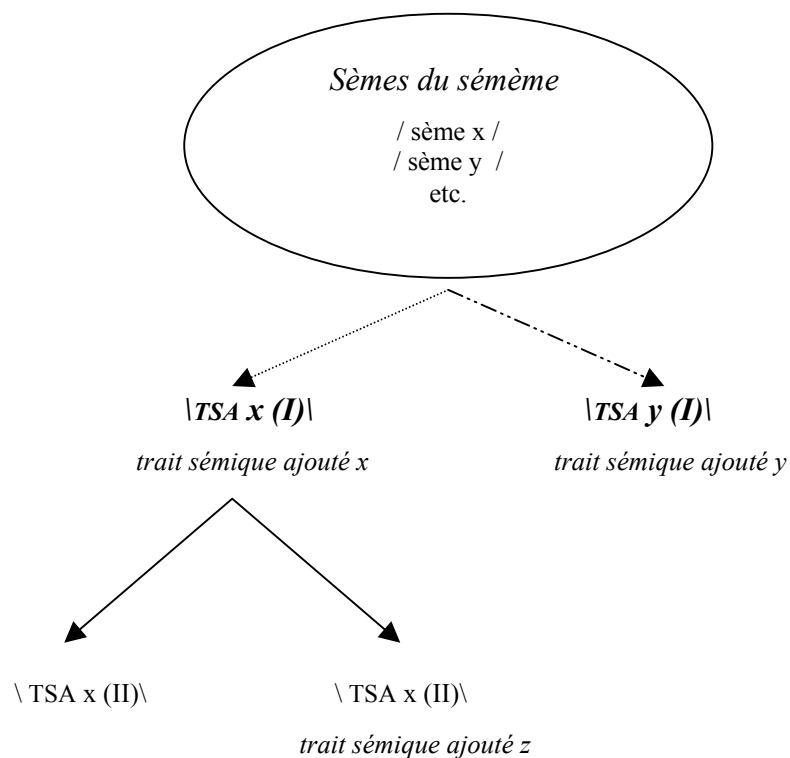 Sèmes du sémème
/ sème x /
/ sème y /
etc.
\TSA x (I)\
\TSA y (I)\
trait sémique ajouté x
trait sémique ajouté y
\ TSA x (II)\
\ TSA x (II)\
trait sémique ajouté z